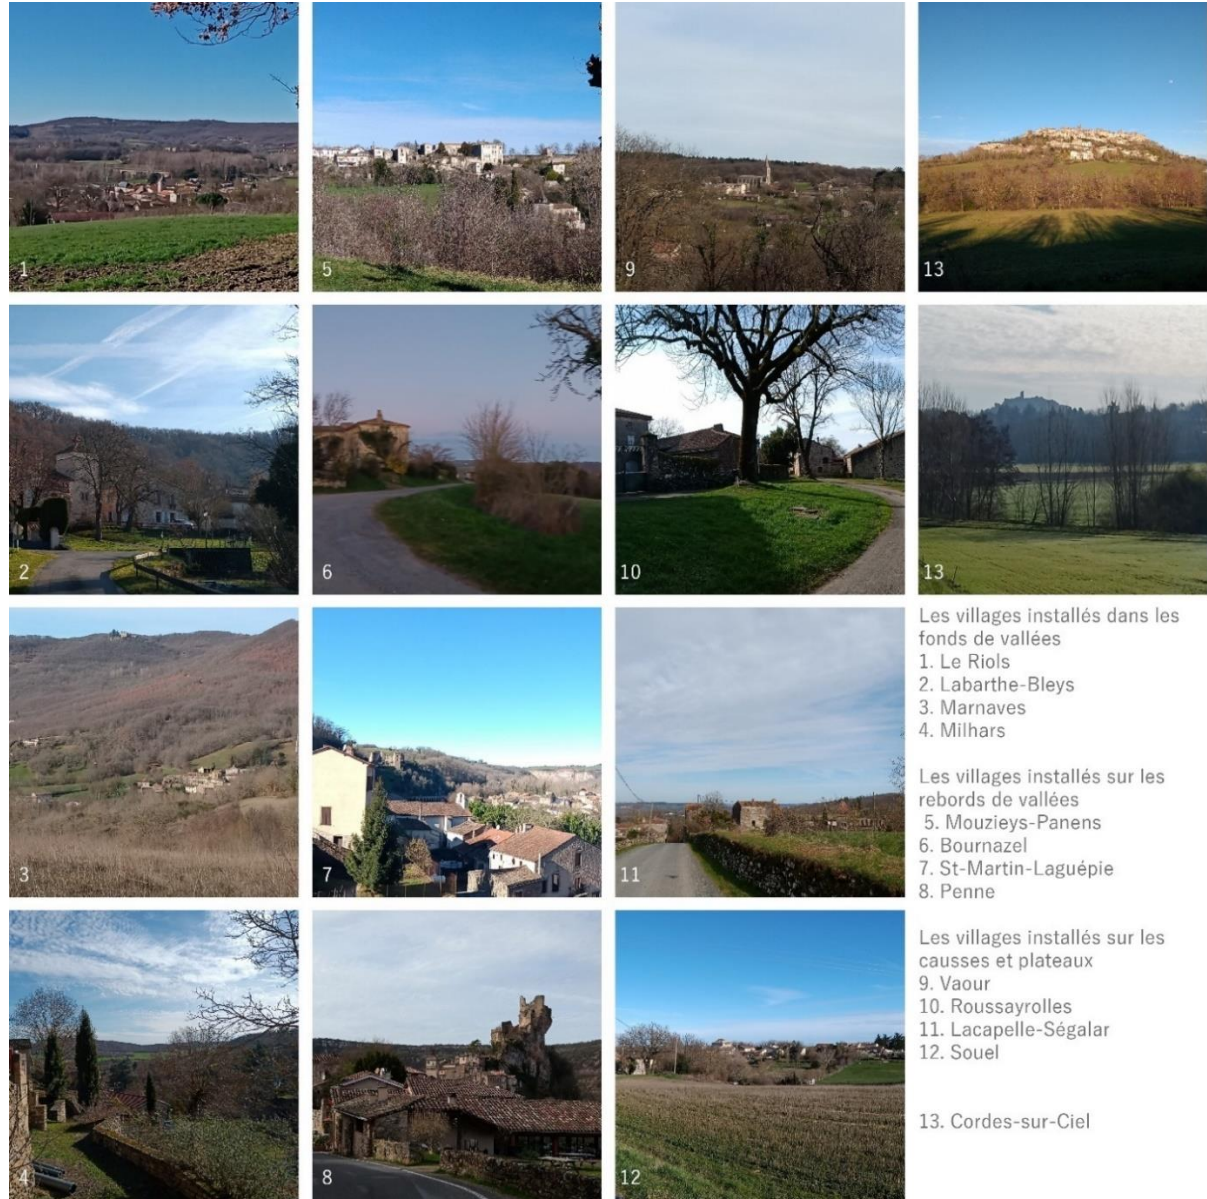 1
5
9
13
2
6
10
13
3
7
11
Les villages installés dans les
fonds de vallées
1. Le Riols
2. Labarthe-Bleys
3. Marnaves
4. Milhars
Les villages installés sur les
rebords de vallées
5. Mouzieys-Panens
6. Bournazel
7. St-Martin-Laguépie
8. Penne
Les villages installés sur les
causses et plateaux
9. Vaour
10. Roussayrolles
11. Lacapelle-Ségalar
12. Souel
13. Cordes-sur-Ciel
4
8
12